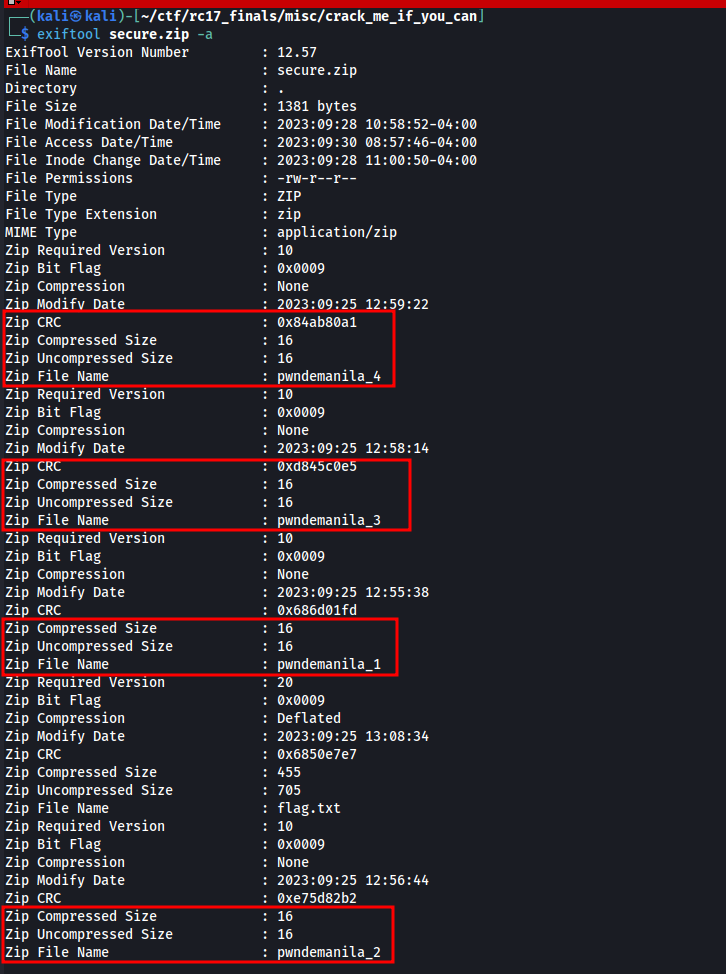 (kali㉿kali)-[~/ctf/rc17_finals/misc/crack_me_if_you_can]
$ exiftool secure.zip -a
ExifTool Version Number : 12.57
File Name : secure.zip
Directory : .
File Size : 1381 bytes
File Modification Date/Time : 2023:09:28 10:58:52-04:00
File Access Date/Time : 2023:09:30 08:57:46-04:00
File Inode Change Date/Time : 2023:09:28 11:00:50-04:00
File Permissions : -rw-r--r--
File Type : ZIP
File Type Extension : zip
MIME Type : application/zip
Zip Required Version : 10
Zip Bit Flag : 0x0009
Zip Compression : None
Zip Modify Date : 2023:09:25 12:59:22
Zip CRC : 0x84ab80a1
Zip Compressed Size : 16
Zip Uncompressed Size : 16
Zip File Name : pwndemanila_4
Zip Required Version : 10
Zip Bit Flag : 0x0009
Zip Compression : None
Zip Modify Date : 2023:09:25 12:58:14
Zip CRC : 0xd845c0e5
Zip Compressed Size : 16
Zip Uncompressed Size : 16
Zip File Name : pwndemanila_3
Zip Required Version : 10
Zip Bit Flag : 0x0009
Zip Compression : None
Zip Modify Date : 2023:09:25 12:55:38
Zip CRC : 0x686d01fd
Zip Compressed Size : 16
Zip Uncompressed Size : 16
Zip File Name : pwndemanila_1
Zip Required Version : 20
Zip Bit Flag : 0x0009
Zip Compression : Deflated
Zip Modify Date : 2023:09:25 13:08:34
Zip CRC : 0x6850e7e7
Zip Compressed Size : 455
Zip Uncompressed Size : 705
Zip File Name : flag.txt
Zip Required Version : 10
Zip Bit Flag : 0x0009
Zip Compression : None
Zip Modify Date : 2023:09:25 12:56:44
Zip CRC : 0xe75d82b2
Zip Compressed Size : 16
Zip Uncompressed Size : 16
Zip File Name : pwndemanila_2